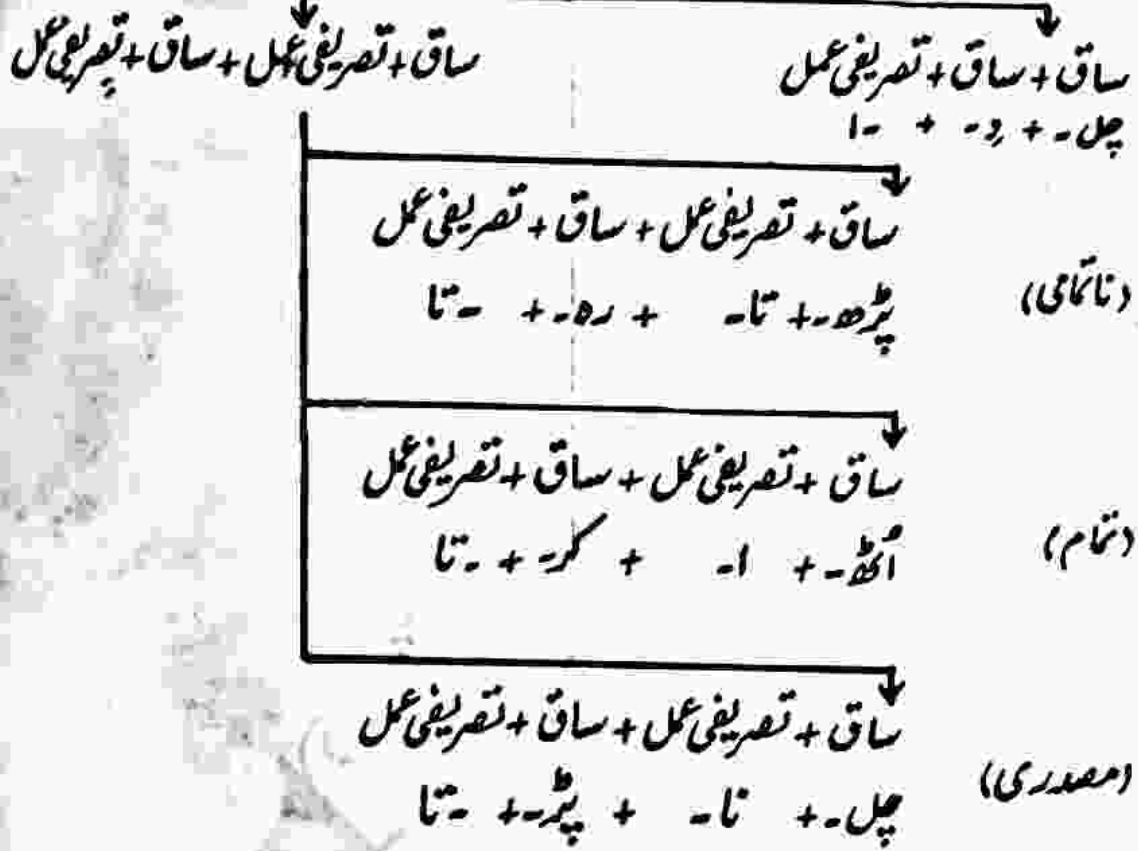 ساق + ساق + تصریفی عمل
ساق + تصریفی عمل + ساق + تصریفی عمل
چل- + دِ- + -ا
ساق + تصریفی عمل + ساق + تصریفی عمل
(ناتمامی)
پڑھ- + تا- + رہ- + -تا
ساق + تصریفی عمل + ساق + تصریفی عمل
(تمام)
اُٹھ- + ا- + کر- + -تا
ساق + تصریفی عمل + ساق + تصریفی عمل
(مصدری)
چل- + نا- + پڑ- + -تا